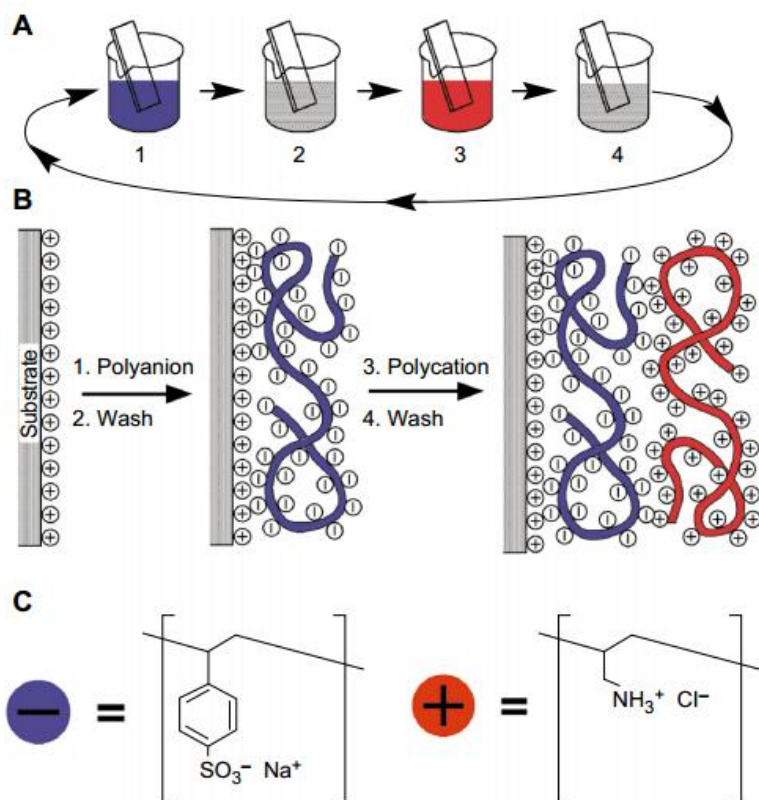 A
1 2 3 4
B
Substrate
1. Polyanion
2. Wash
3. Polycation
4. Wash
C
− = SO₃⁻ Na⁺
+ = NH₃⁺ Cl⁻